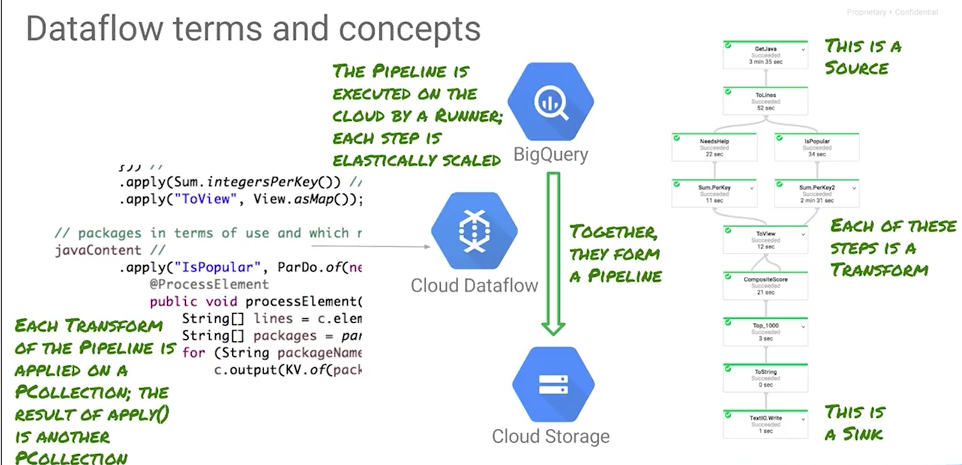 Proprietary + Confidential
Dataflow terms and concepts
THE PIPELINE IS
EXECUTED ON THE
CLOUD BY A RUNNER;
EACH STEP IS
ELASTICALLY SCALED
BigQuery
})) //
.apply(Sum.integersPerKey()) //
.apply("ToView", View.asMap());
// packages in terms of use and which n
javaContent //
.apply("IsPopular", ParDo.of(ne
@ProcessElement
public void processElement(
String[] lines = c.elem
String[] packages = par
for (String packageName
c.output(KV.of(pack
EACH TRANSFORM
OF THE PIPELINE IS
APPLIED ON A
PCOLLECTION; THE
RESULT OF APPLY()
IS ANOTHER
PCOLLECTION
Cloud Dataflow
TOGETHER,
THEY FORM
A PIPELINE
Cloud Storage
GetJava
Succeeded
3 min 35 sec
THIS IS A
SOURCE
ToLines
Succeeded
52 sec
NeedsHelp
Succeeded
22 sec
IsPopular
Succeeded
34 sec
Sum.PerKey
Succeeded
11 sec
Sum.PerKey2
Succeeded
2 min 31 sec
ToView
Succeeded
12 sec
EACH OF THESE
STEPS IS A
TRANSFORM
CompositeScore
Succeeded
21 sec
Top_1000
Succeeded
3 sec
ToString
Succeeded
0 sec
TextIO.Write
Succeeded
1 sec
THIS IS
A SINK